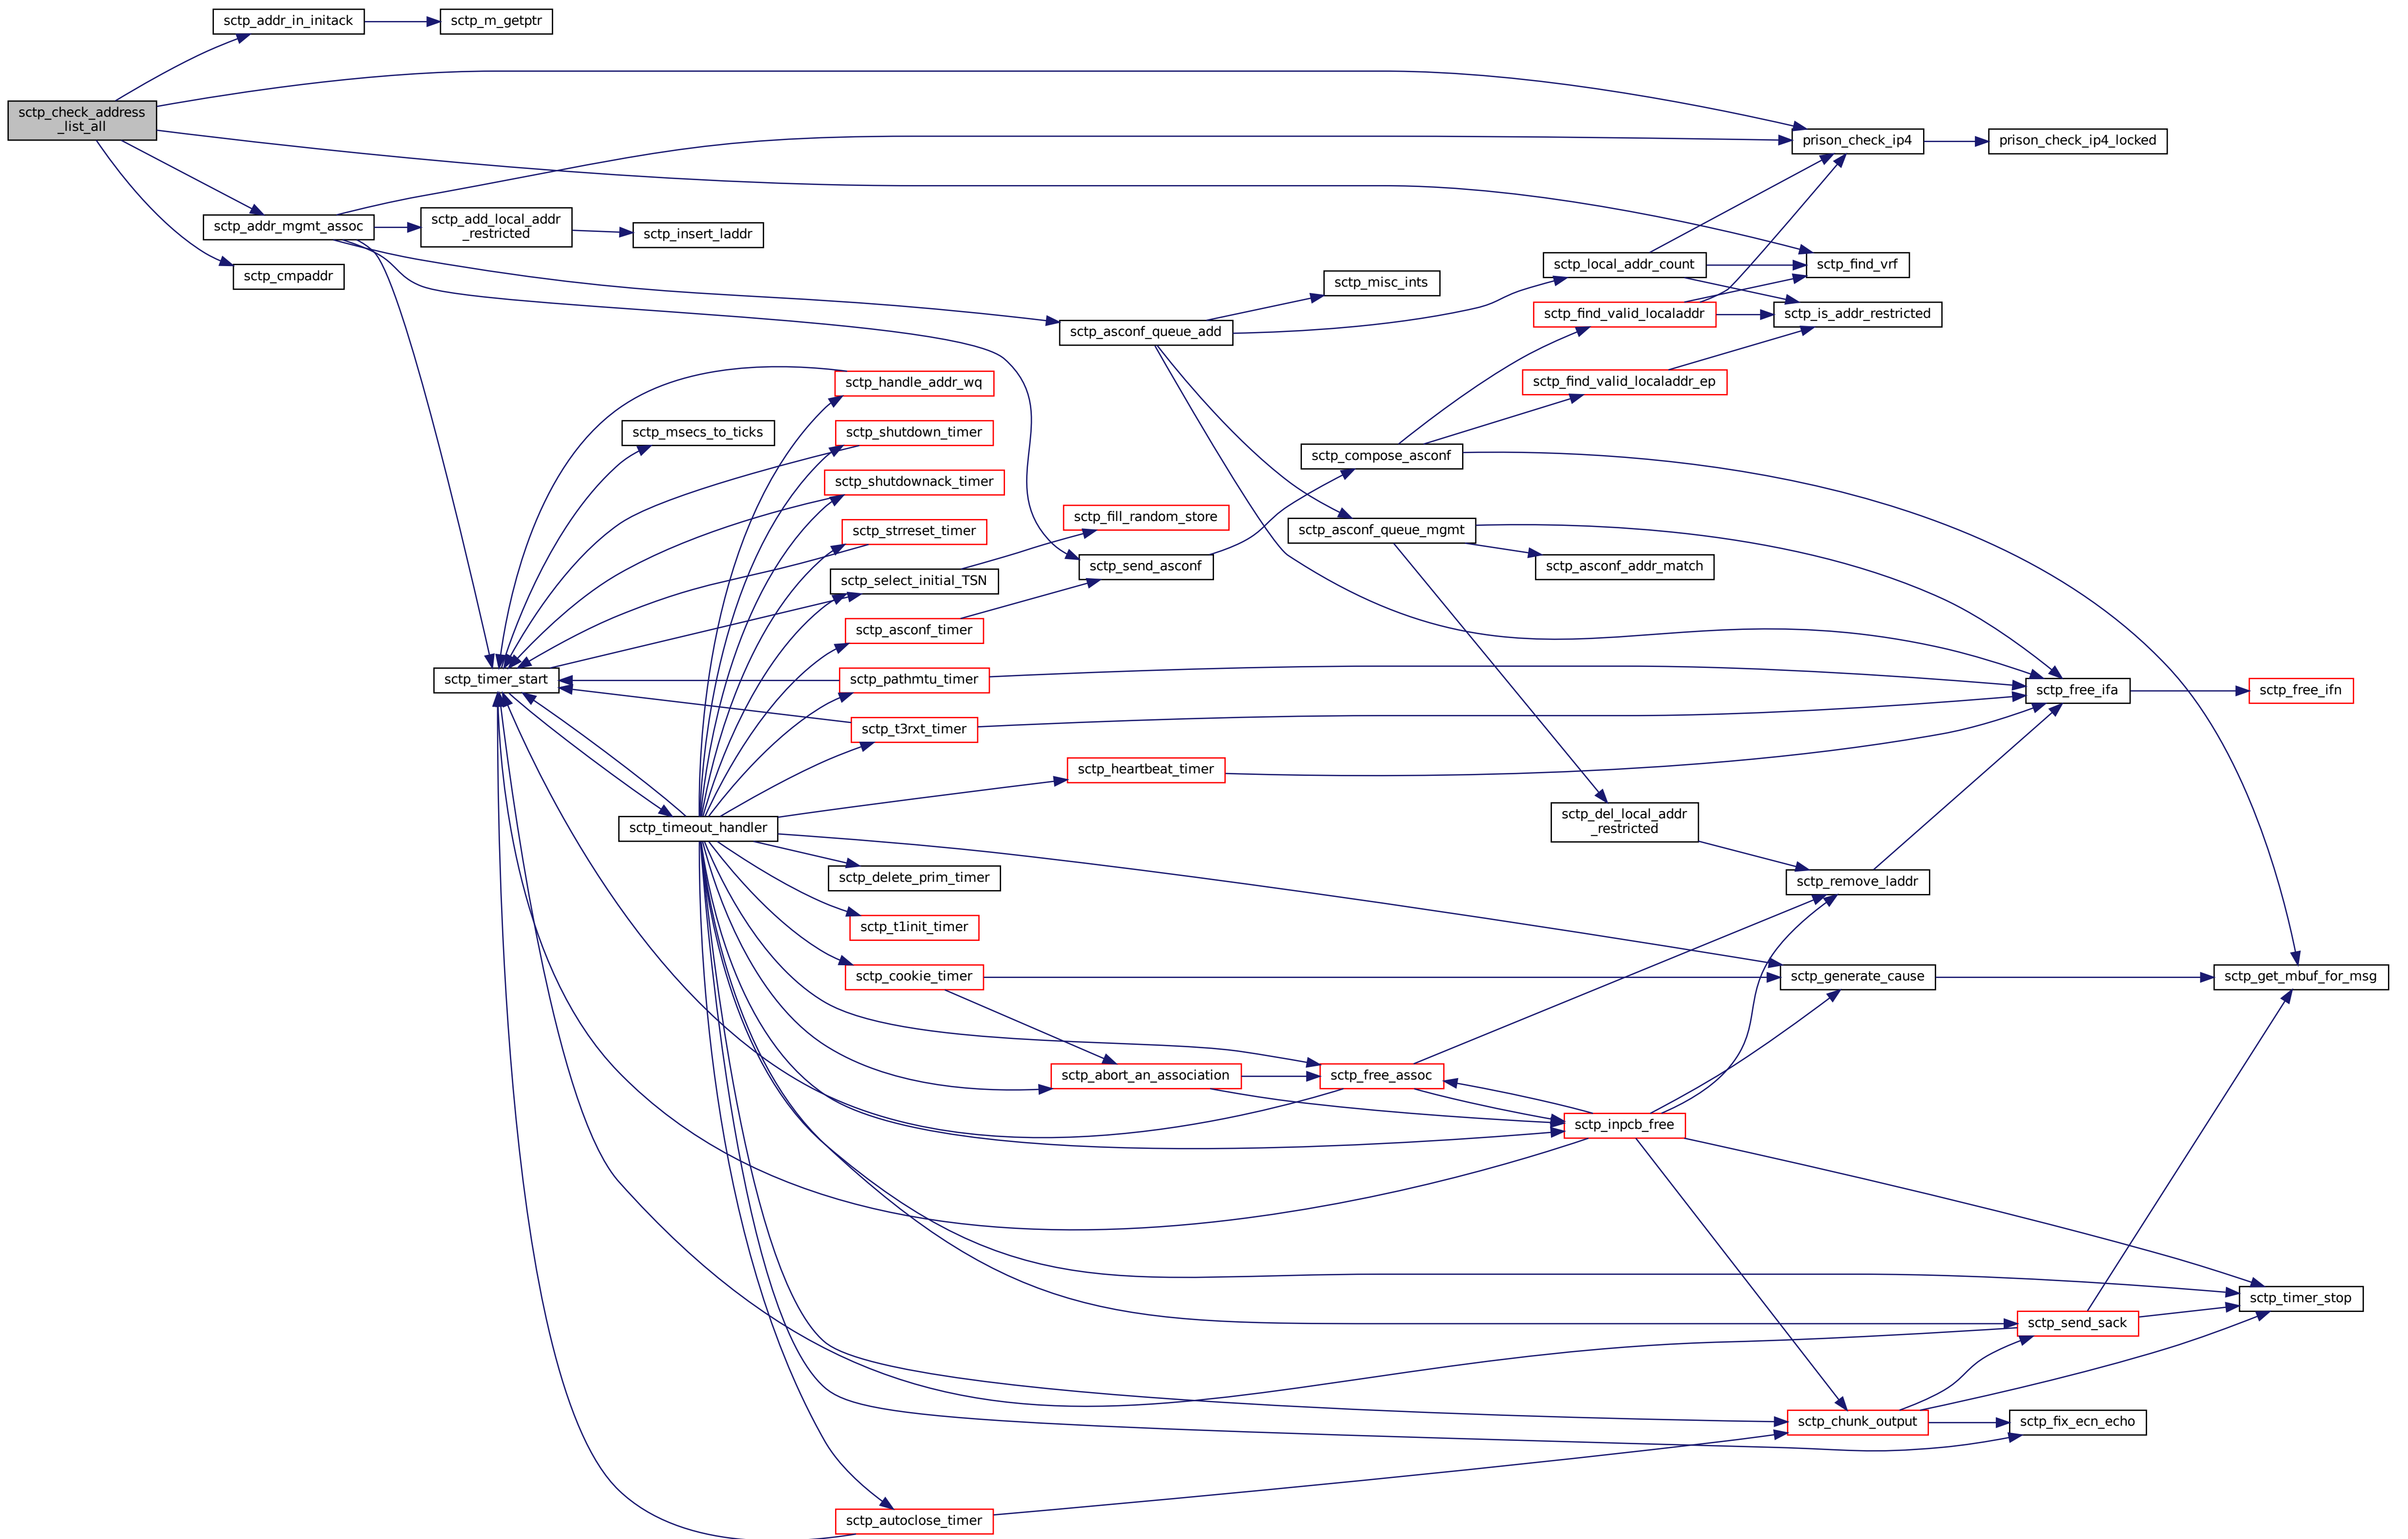 sctp_addr_in_initack
sctp_m_getptr
sctp_check_address
_list_all
prison_check_ip4
prison_check_ip4_locked
sctp_addr_mgmt_assoc
sctp_add_local_addr
_restricted
sctp_insert_laddr
sctp_cmpaddr
sctp_misc_ints
sctp_local_addr_count
sctp_find_vrf
sctp_asconf_queue_add
sctp_find_valid_localaddr
sctp_is_addr_restricted
sctp_handle_addr_wq
sctp_find_valid_localaddr_ep
sctp_msecs_to_ticks
sctp_shutdown_timer
sctp_compose_asconf
sctp_shutdownack_timer
sctp_fill_random_store
sctp_strreset_timer
sctp_asconf_queue_mgmt
sctp_select_initial_TSN
sctp_send_asconf
sctp_asconf_addr_match
sctp_asconf_timer
sctp_timer_start
sctp_pathmtu_timer
sctp_free_ifa
sctp_free_ifn
sctp_t3rxt_timer
sctp_heartbeat_timer
sctp_timeout_handler
sctp_del_local_addr
_restricted
sctp_delete_prim_timer
sctp_remove_laddr
sctp_t1init_timer
sctp_cookie_timer
sctp_generate_cause
sctp_get_mbuf_for_msg
sctp_abort_an_association
sctp_free_assoc
sctp_inpcb_free
sctp_timer_stop
sctp_send_sack
sctp_chunk_output
sctp_fix_ecn_echo
sctp_autoclose_timer